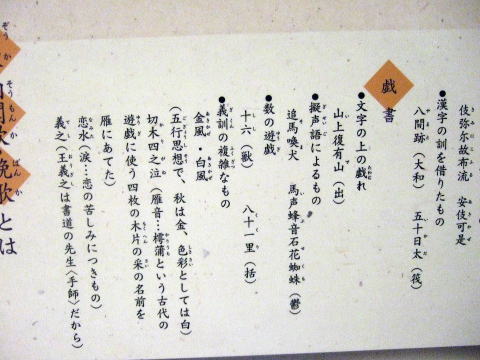 伎弥尓故布流　安伎可是
●漢字の訓を借りたもの
八間跡（大和）　五十日太（筏）
戯書
●文字の上の戯れ
山上復有山（出）
●擬声語によるもの
追馬喚犬　馬声蜂音石花蜘蛛（鬱）
●数の遊戯
十六（獣）　八十一里（括）
●義訓の複雑なもの
金風・白風
（五行思想で、秋は金、色彩としては白）
切木四之泣（雁音…樗蒲という古代の
遊戯に使う四枚の木片の采の名前を
雁にあてた）
恋水（涙…恋の苦しみにつきもの）
義之（王義之は書道の先生〈手師〉だから）
挽歌とは